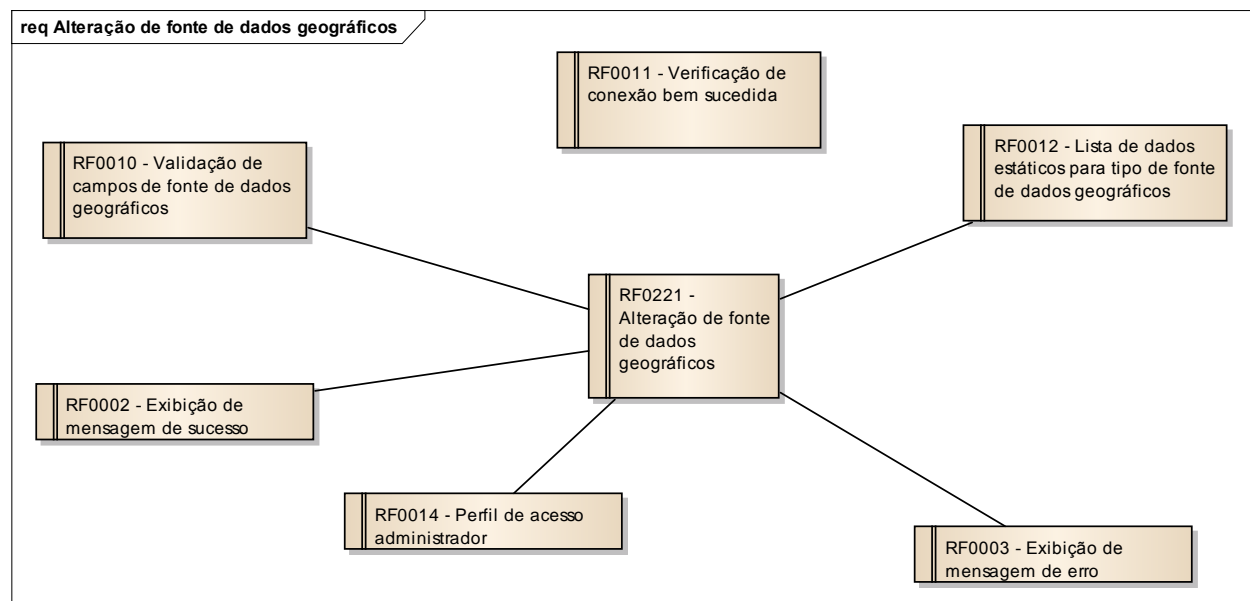 req Alteração de fonte de dados geográficos
RF0011 - Verificação de
conexão bem sucedida
RF0010 - Validação de
campos de fonte de dados
geográficos
RF0012 - Lista de dados
estáticos para tipo de fonte
de dados geográficos
RF0221 -
Alteração de fonte
de dados
geográficos
RF0002 - Exibição de
mensagem de sucesso
RF0014 - Perfil de acesso
administrador
RF0003 - Exibição de
mensagem de erro